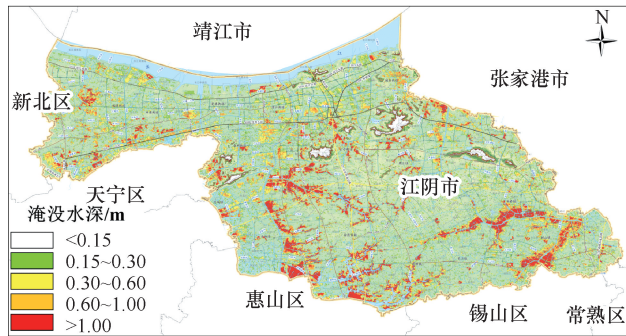 靖江市
N
张家港市
新北区
天宁区
江阴市
淹没水深/m
<0.15
0.15~0.30
0.30~0.60
0.60~1.00
>1.00
惠山区
锡山区
常熟区